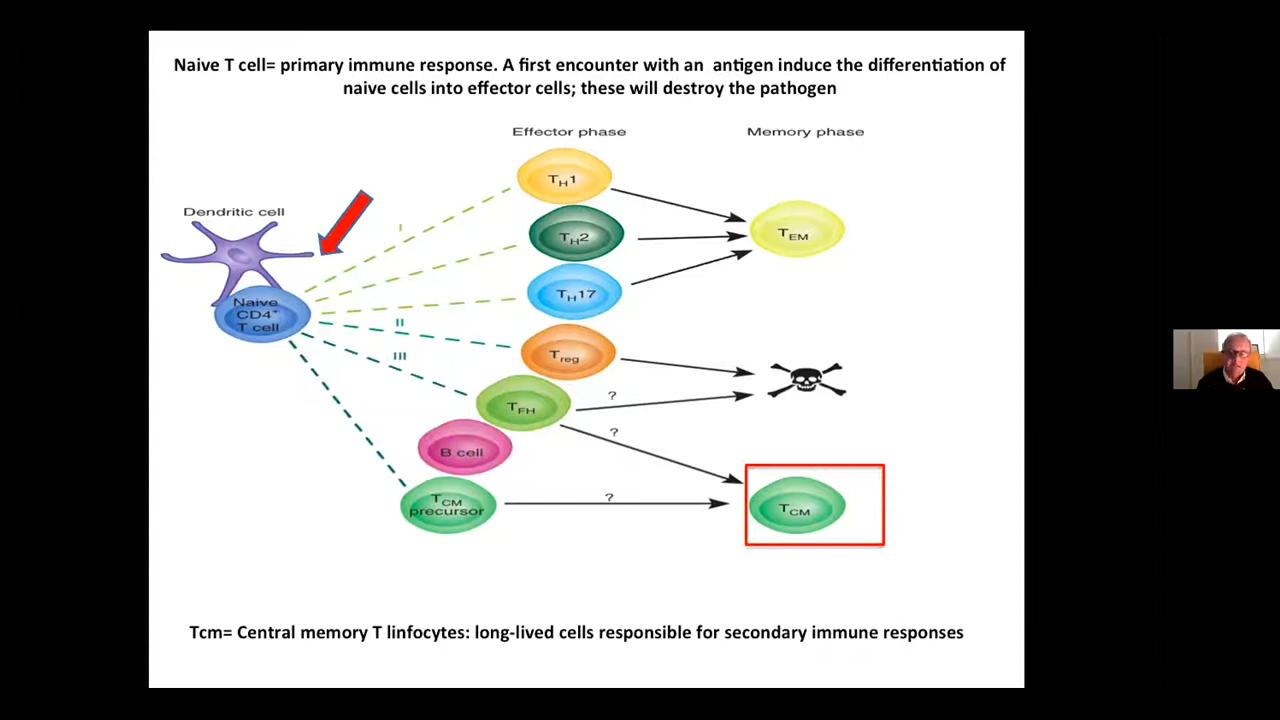 Naive T cell= primary immune response. A first encounter with an antigen induce the differentiation of
naive cells into effector cells; these will destroy the pathogen
Effector phase
Memory phase
Dendritic cell
Naive
CD4+
T cell
I
II
III
TH1
TH2
TH17
Treg
TFH
B cell
TCM
precursor
?
?
?
TEM
TCM
Tcm= Central memory T linfocytes: long-lived cells responsible for secondary immune responses